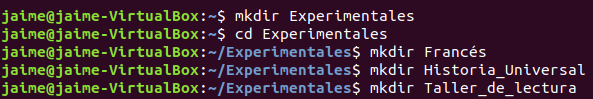 jaime@jaime-VirtualBox:~$ mkdir Experimentales
jaime@jaime-VirtualBox:~$ cd Experimentales
jaime@jaime-VirtualBox:~/Experimentales$ mkdir Francés
jaime@jaime-VirtualBox:~/Experimentales$ mkdir Historia_Universal
jaime@jaime-VirtualBox:~/Experimentales$ mkdir Taller_de_lectura